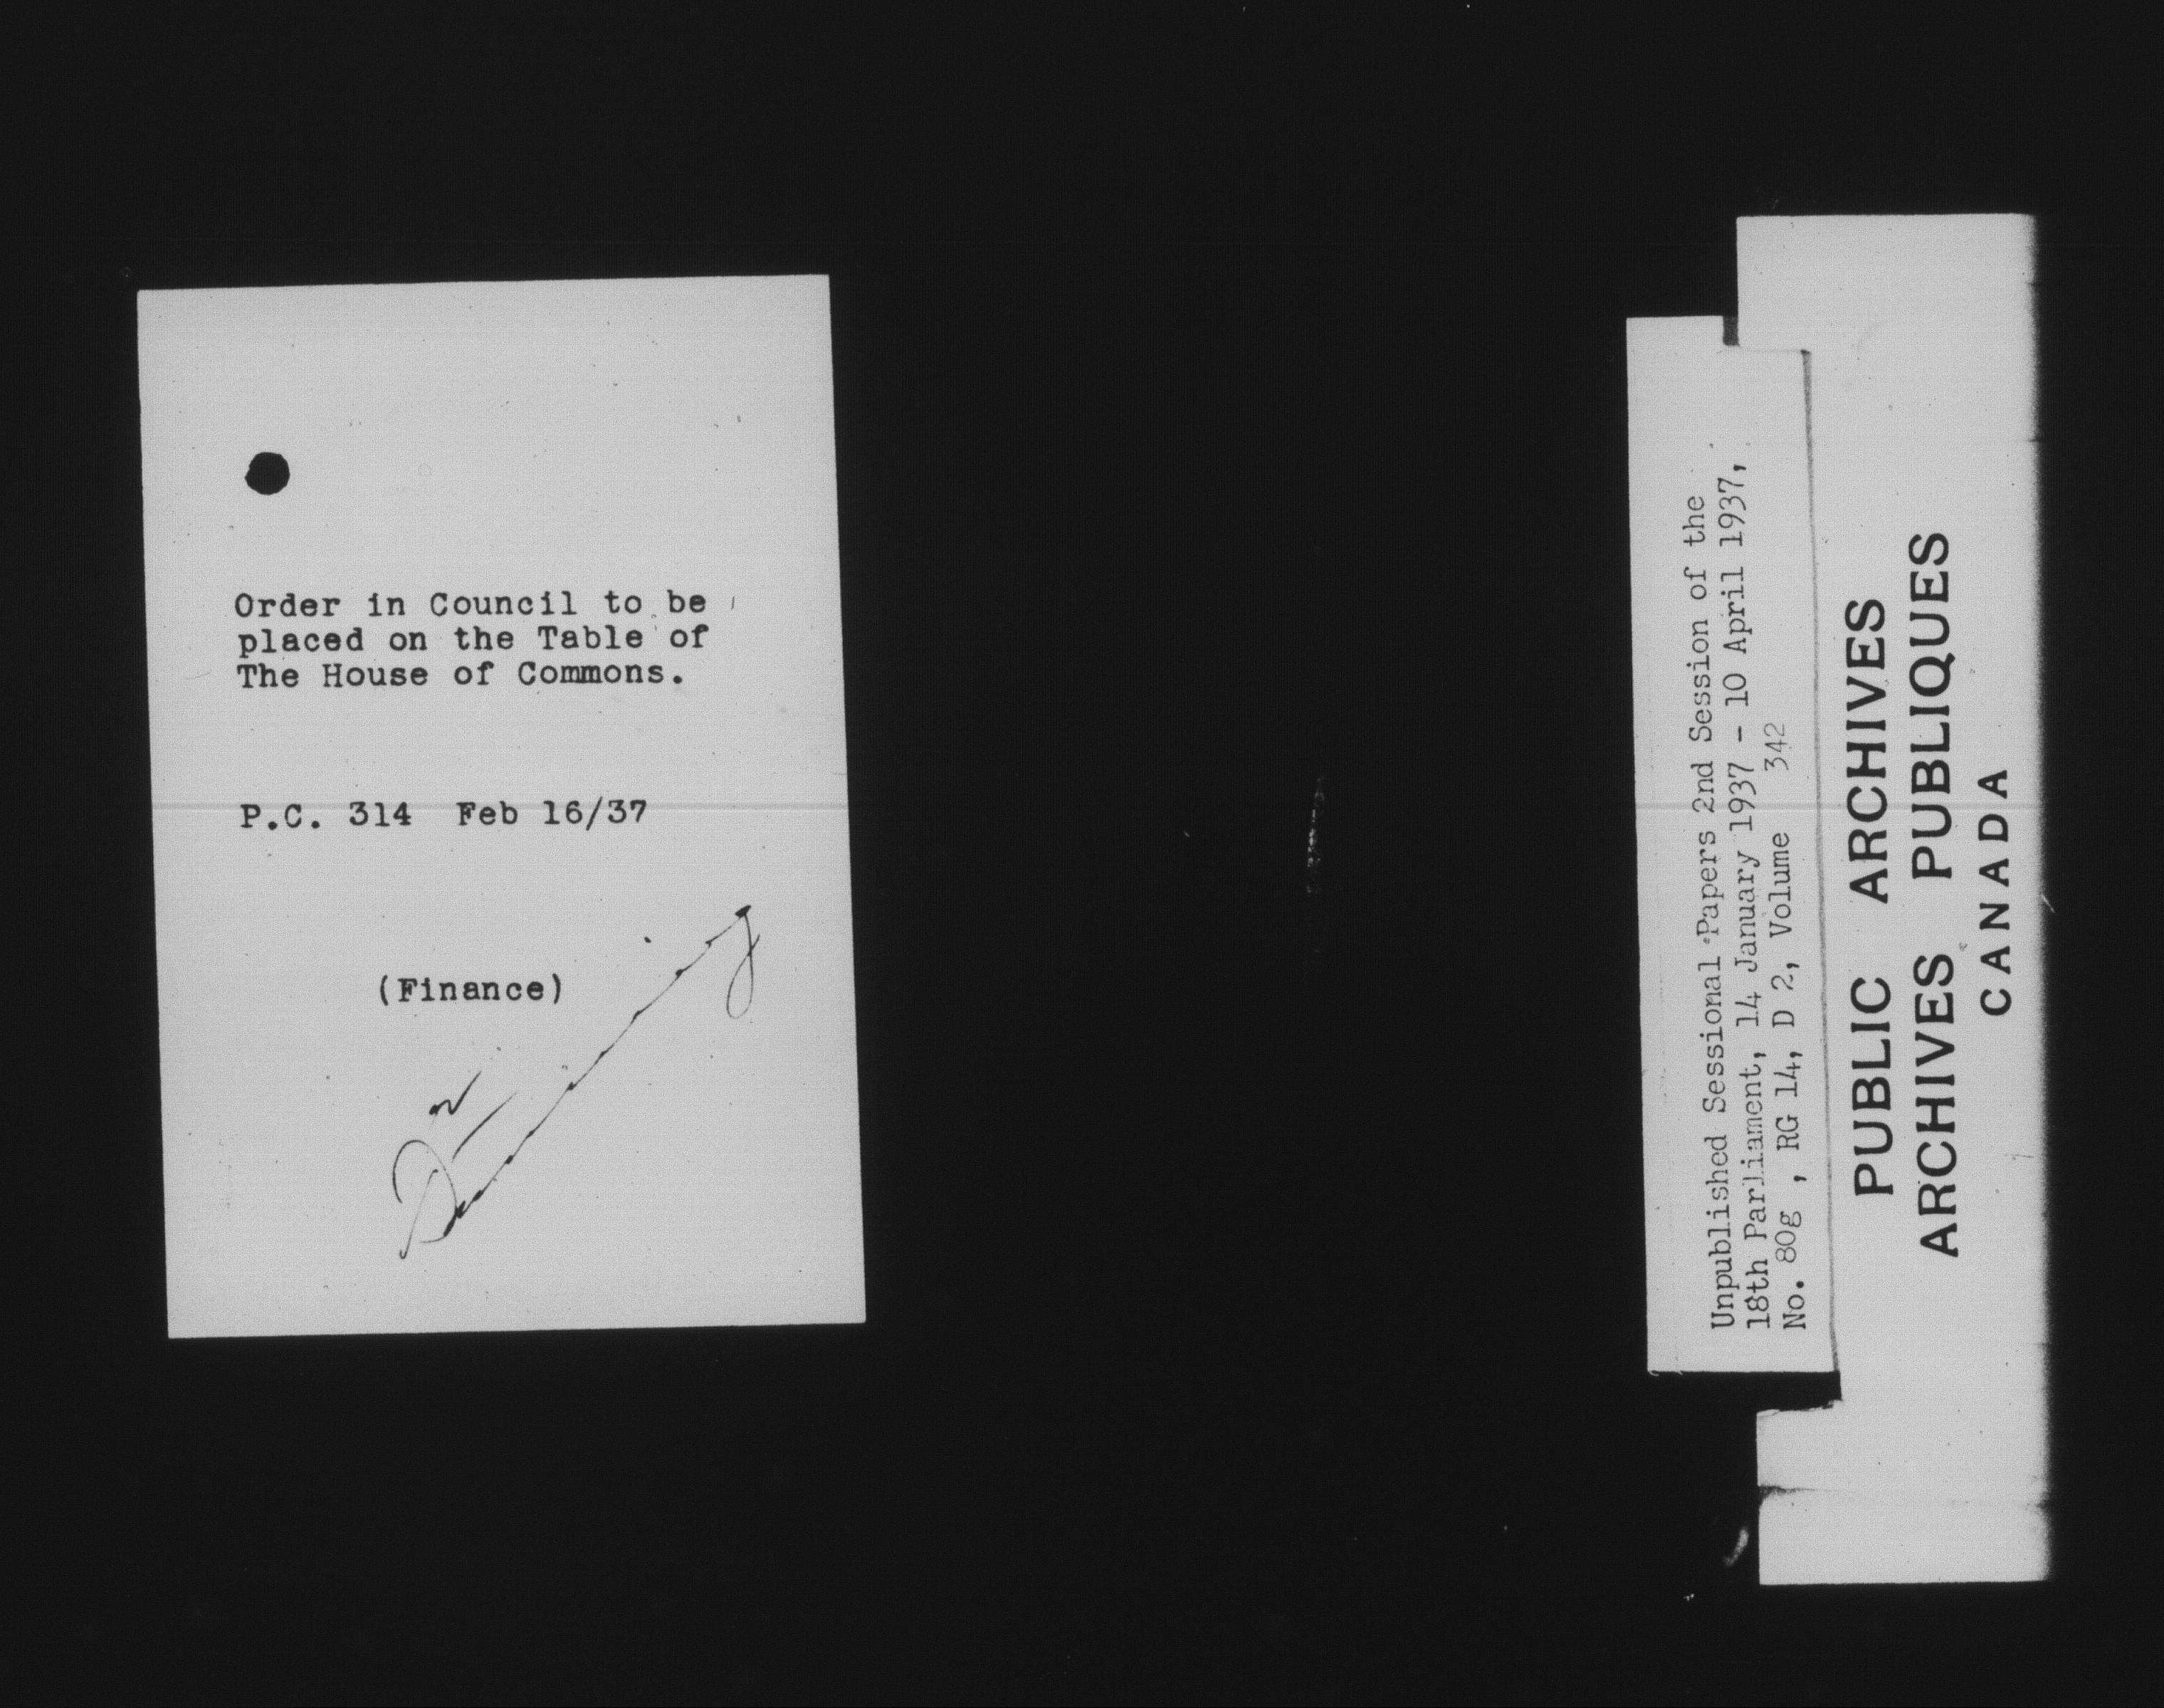 Order in Council to be
placed on the Table of
The House of Commons.
P.C. 314 Feb 16/37
(Finance)
Unpublished Sessional Papers 2nd Session of the
18th Parliament, 14 January 1937 - 10 April 1937,
No. 80g , RG 14, D 2, Volume 342
PUBLIC ARCHIVES
ARCHIVES PUBLIQUES
CANADA